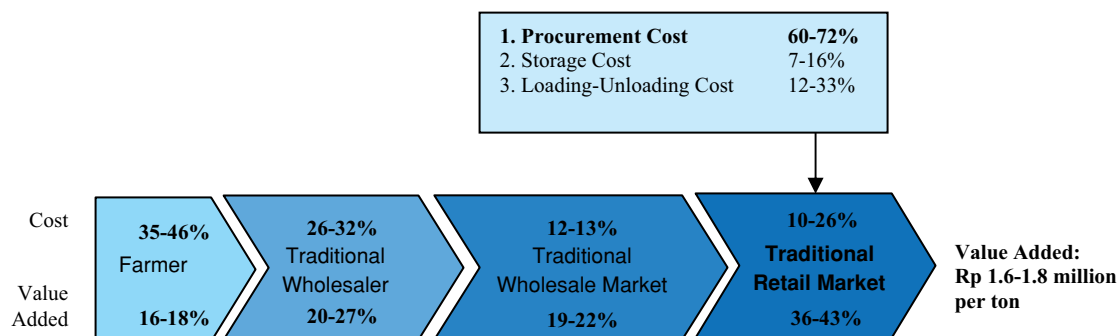 1. Procurement Cost 60-72%
2. Storage Cost 7-16%
3. Loading-Unloading Cost 12-33%
Cost
35-46%
Farmer
Value
Added
16-18%
26-32%
Traditional
Wholesaler
20-27%
12-13%
Traditional
Wholesale Market
19-22%
10-26%
Traditional
Retail Market
36-43%
Value Added:
Rp 1.6-1.8 million
per ton